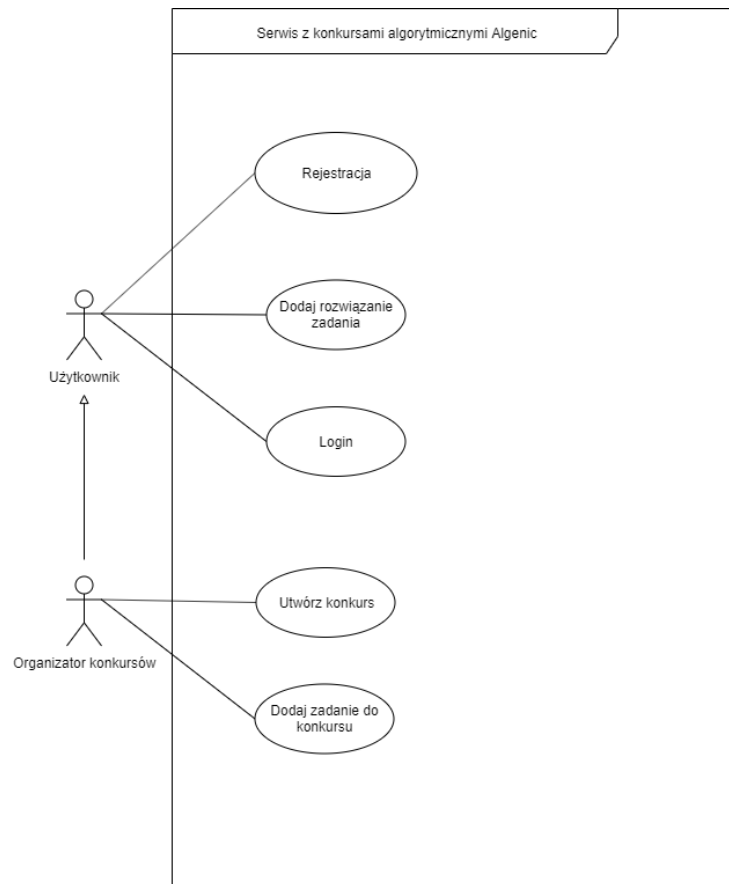 Serwis z konkursami algorytmicznymi Algenic
Rejestracja
Dodaj rozwiązanie
zadania
Użytkownik
Login
Utwórz konkurs
Organizator konkursów
Dodaj zadanie do
konkursu